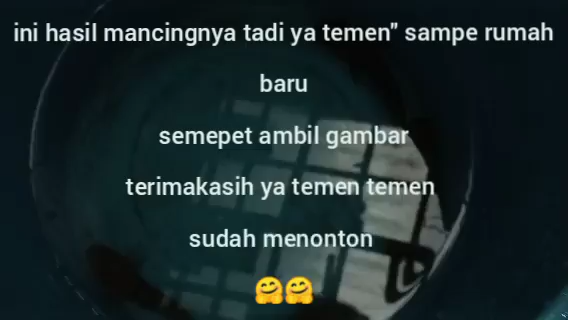 ini hasil mancingnya tadi ya temen" sampe rumah
baru
semepet ambil gambar
terimakasih ya temen temen
sudah menonton
🤗🤗